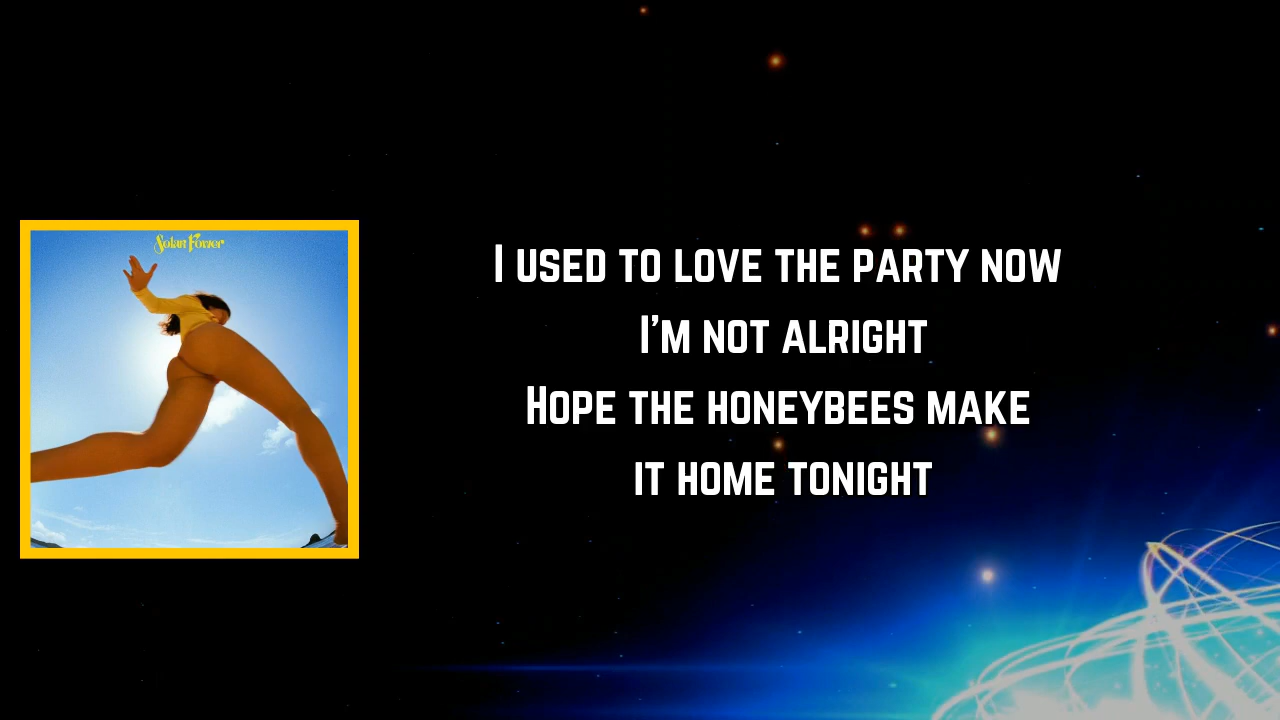 Solar Power
I USED TO LOVE THE PARTY NOW
I'M NOT ALRIGHT
HOPE THE HONEYBEES MAKE
IT HOME TONIGHT